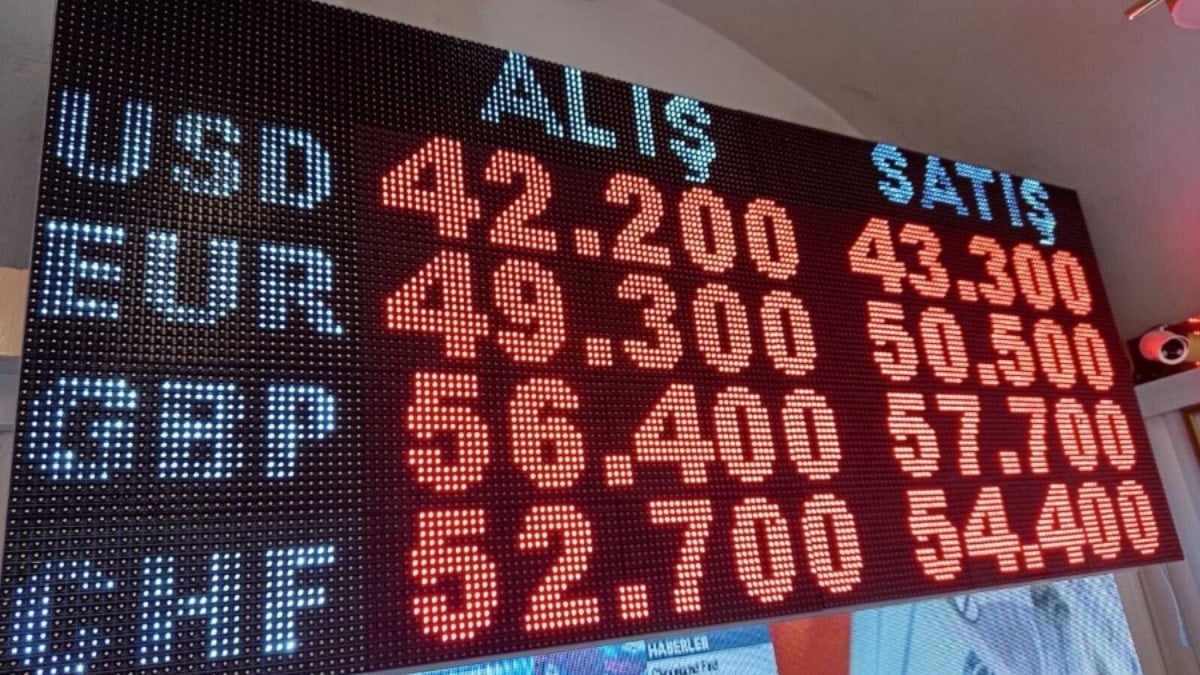 ALIŞ SATIŞ
USD 42.200 43.300
EUR 49.300 50.500
GBP 56.400 57.700
CHF 52.700 54.400
HABERLER